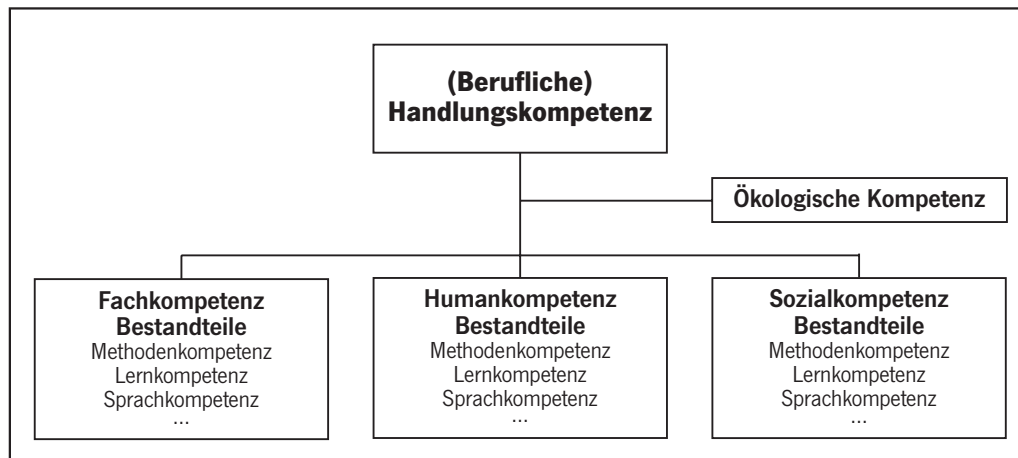 (Berufliche)
Handlungskompetenz
Ökologische Kompetenz
Fachkompetenz
Bestandteile
Methodenkompetenz
Lernkompetenz
Sprachkompetenz
...
Humankompetenz
Bestandteile
Methodenkompetenz
Lernkompetenz
Sprachkompetenz
...
Sozialkompetenz
Bestandteile
Methodenkompetenz
Lernkompetenz
Sprachkompetenz
...